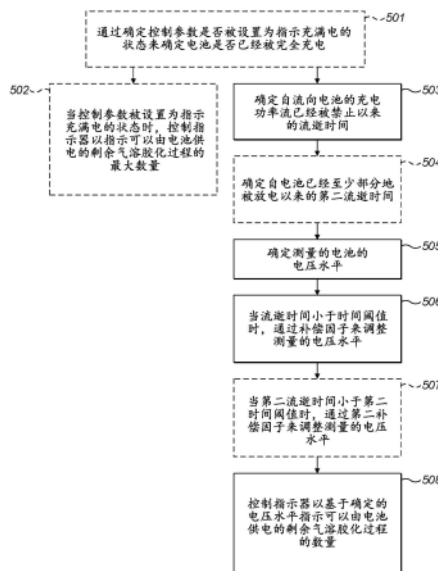 501
通过确定控制参数是否被设置为指示充满电的
状态来确定电池是否已经被完全充电
502
当控制参数被设置为指示
充满电的状态时，控制指
示器以指示可以由电池供
电的剩余气溶胶化过程的
最大数量
503
确定自流向电池的充电
功率流已经被禁止以来
的流逝时间
504
确定自电池已经至少部分地
被放电以来的第二流逝时间
505
确定测量的电池的
电压水平
506
当流逝时间小于时间阈值
时，通过补偿因子来调整
测量的电压水平
507
当第二流逝时间小于第二
时间阈值时，通过第二补
偿因子来调整测量的电压
水平
508
控制指示器以基于确定的
电压水平指示可以由电池
供电的剩余气溶胶化过程
的数量